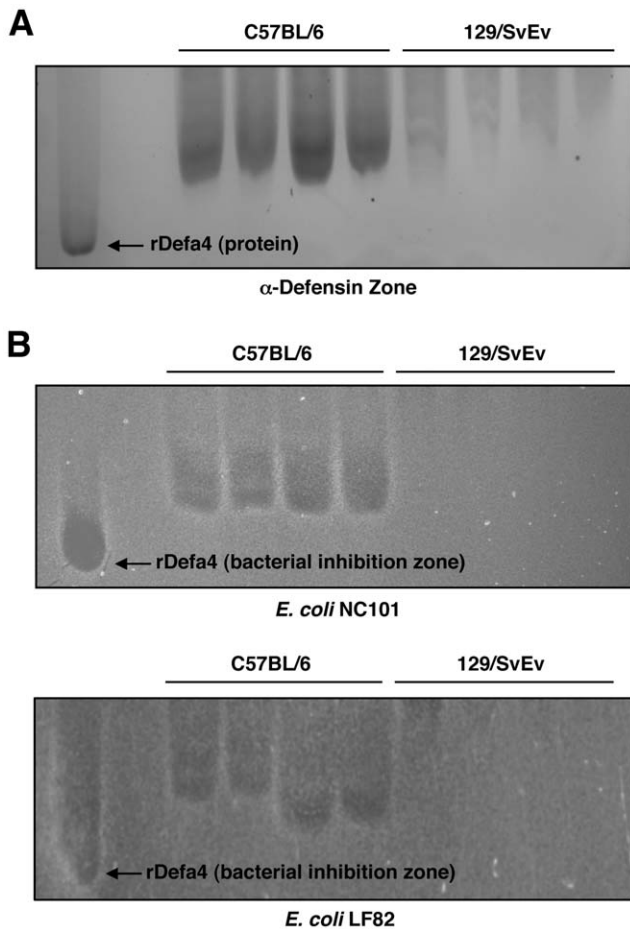 A
C57BL/6 129/SvEv
rDefa4 (protein)
α-Defensin Zone
B
C57BL/6 129/SvEv
rDefa4 (bacterial inhibition zone)
E. coli NC101
C57BL/6 129/SvEv
rDefa4 (bacterial inhibition zone)
E. coli LF82